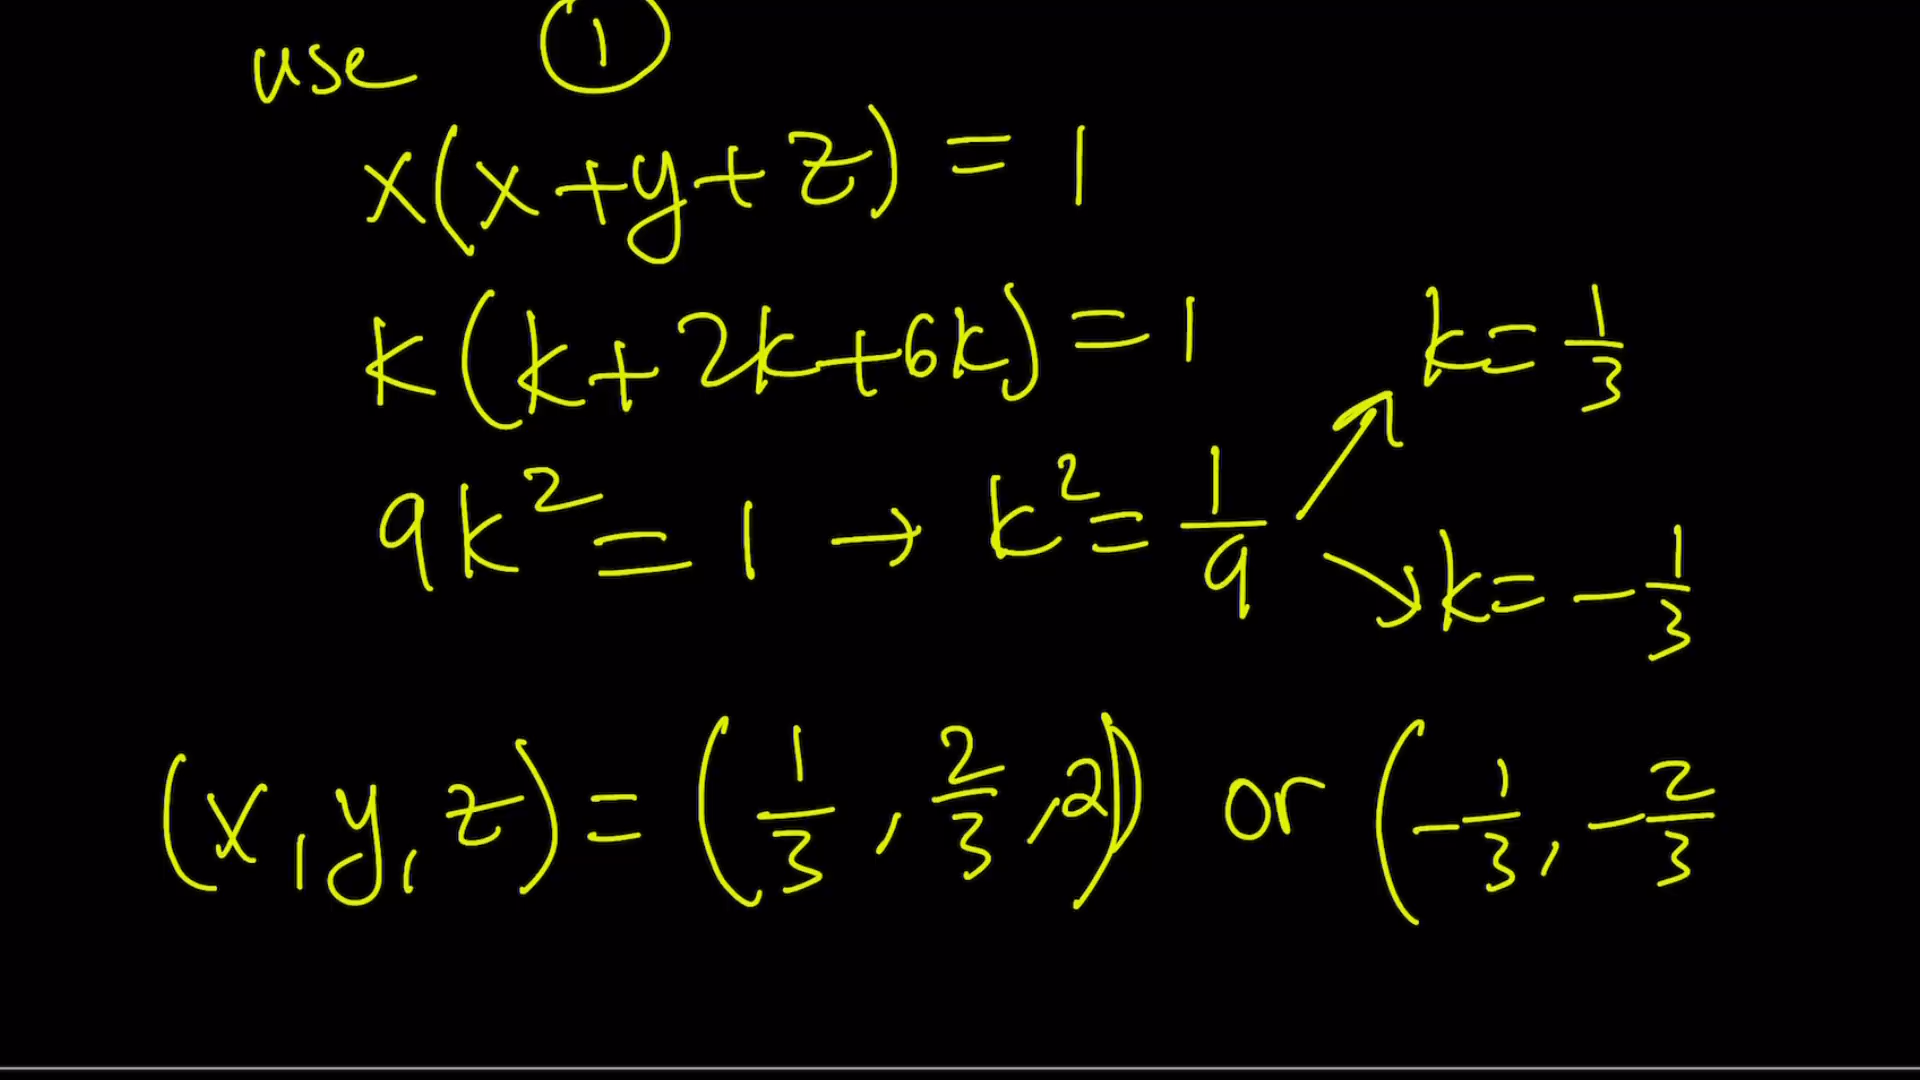 use ①
x(x+y+z) = 1
k(k+2k+6k) = 1
k = 1/3
9k² = 1 → k² = 1/9
k = -1/3
(x, y, z) = (1/3, 2/3, 2) or (-1/3, -2/3